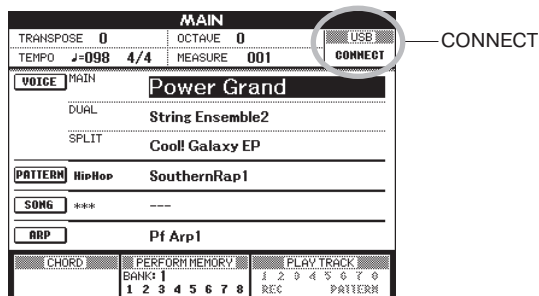 MAIN
TRANSPOSE 0 OCTAVE 0 USB
TEMPO ♩=098 4/4 MEASURE 001 CONNECT
CONNECT
VOICE MAIN Power Grand
DUAL String Ensemble2
SPLIT Cool! Galaxy EP
PATTERN HipHop SouthernRap1
SONG *** ---
ARP Pf Arp1
CHORD PERFORM MEMORY PLAY TRACK
BANK: 1 1 2 3 4 5 6 7 8
1 2 3 4 5 6 7 8 REC PATTERN